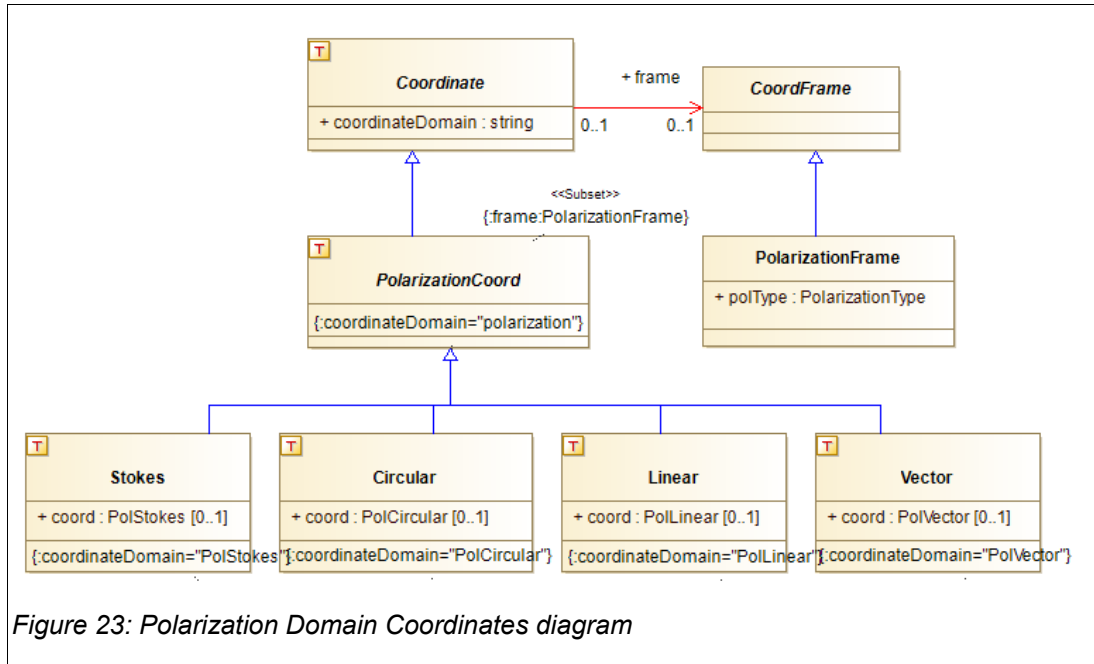 T
Coordinate
+ coordinateDomain : string
+ frame
0..1 0..1
CoordFrame
<<Subset>>
{:frame:PolarizationFrame}
T
PolarizationCoord
{:coordinateDomain="polarization"}
PolarizationFrame
+ polType : PolarizationType
T
Stokes
+ coord : PolStokes [0..1]
{:coordinateDomain="PolStokes"}
T
Circular
+ coord : PolCircular [0..1]
{:coordinateDomain="PolCircular"}
T
Linear
+ coord : PolLinear [0..1]
{:coordinateDomain="PolLinear"}
T
Vector
+ coord : PolVector [0..1]
{:coordinateDomain="PolVector"}
Figure 23: Polarization Domain Coordinates diagram